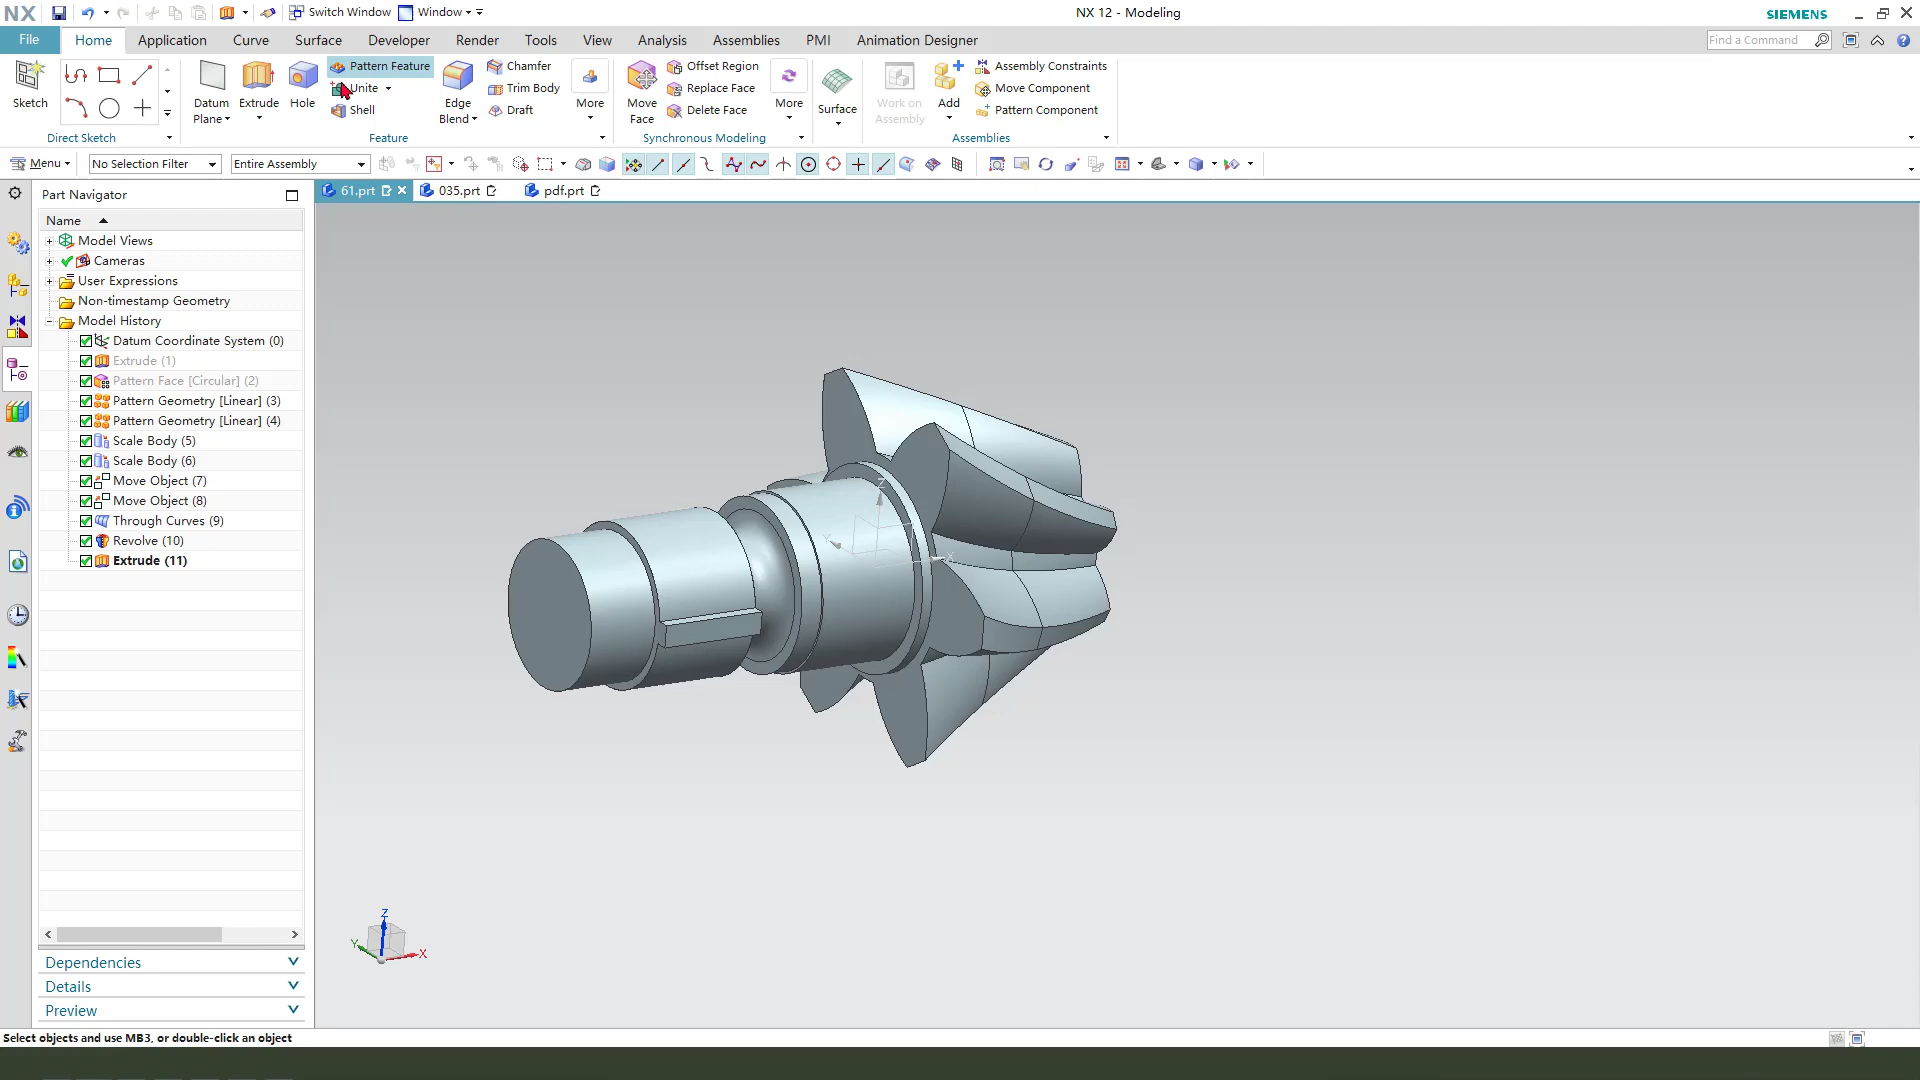 NX
Switch Window
Window
NX 12 - Modeling
SIEMENS
File
Home
Application
Curve
Surface
Developer
Render
Tools
View
Analysis
Assemblies
PMI
Animation Designer
Find a Command
Sketch
Direct Sketch
Datum Plane
Extrude
Hole
Pattern Feature
Unite
Shell
Edge Blend
Chamfer
Trim Body
Draft
More
Feature
Move Face
Offset Region
Replace Face
Delete Face
More
Synchronous Modeling
Surface
Work on Assembly
Add
Assembly Constraints
Move Component
Pattern Component
Assemblies
Menu
No Selection Filter
Entire Assembly
Part Navigator
61.prt
035.prt
pdf.prt
Name
Model Views
Cameras
User Expressions
Non-timestamp Geometry
Model History
Datum Coordinate System (0)
Extrude (1)
Pattern Face [Circular] (2)
Pattern Geometry [Linear] (3)
Pattern Geometry [Linear] (4)
Scale Body (5)
Scale Body (6)
Move Object (7)
Move Object (8)
Through Curves (9)
Revolve (10)
Extrude (11)
Z
Y
X
Z
Y
X
Dependencies
Details
Preview
Select objects and use MB3, or double-click an object